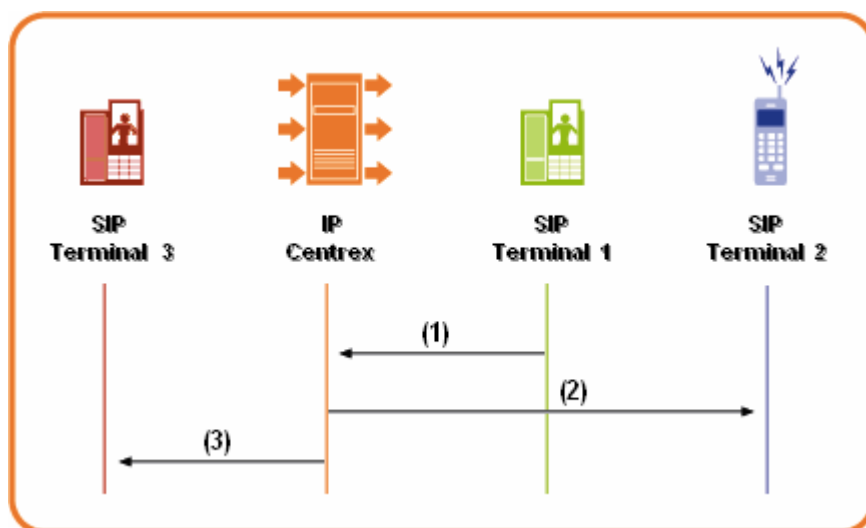 SIP
Terminal 3
IP
Centrex
SIP
Terminal 1
SIP
Terminal 2
(1)
(2)
(3)